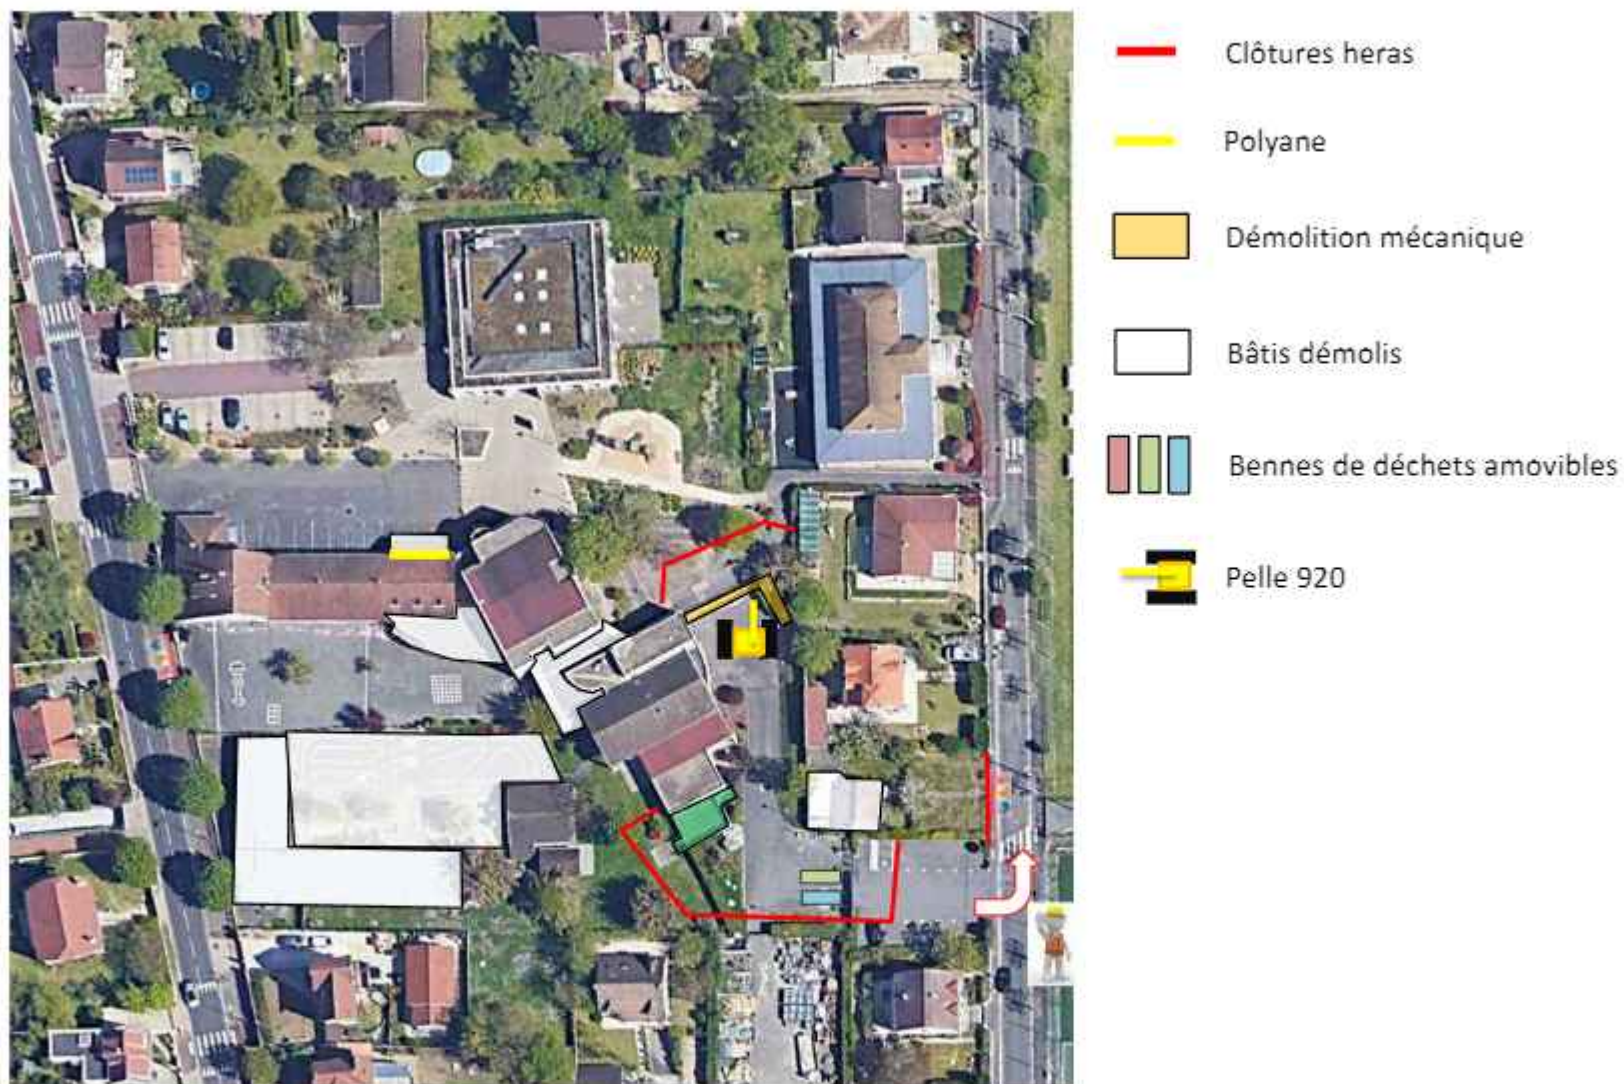 Clôtures heras
Polyane
Démolition mécanique
Bâtis démolis
Bennes de déchets amovibles
Pelle 920